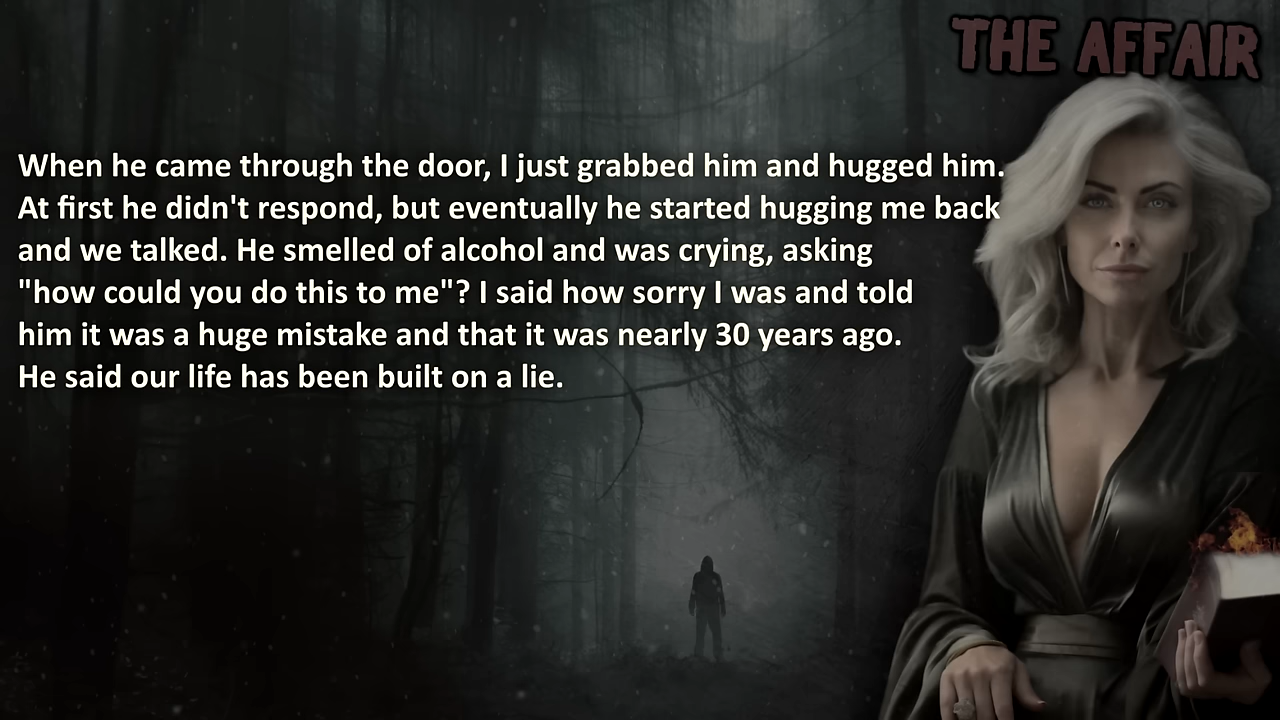 THE AFFAIR
When he came through the door, I just grabbed him and hugged him.
At first he didn't respond, but eventually he started hugging me back
and we talked. He smelled of alcohol and was crying, asking
"how could you do this to me"? I said how sorry I was and told
him it was a huge mistake and that it was nearly 30 years ago.
He said our life has been built on a lie.